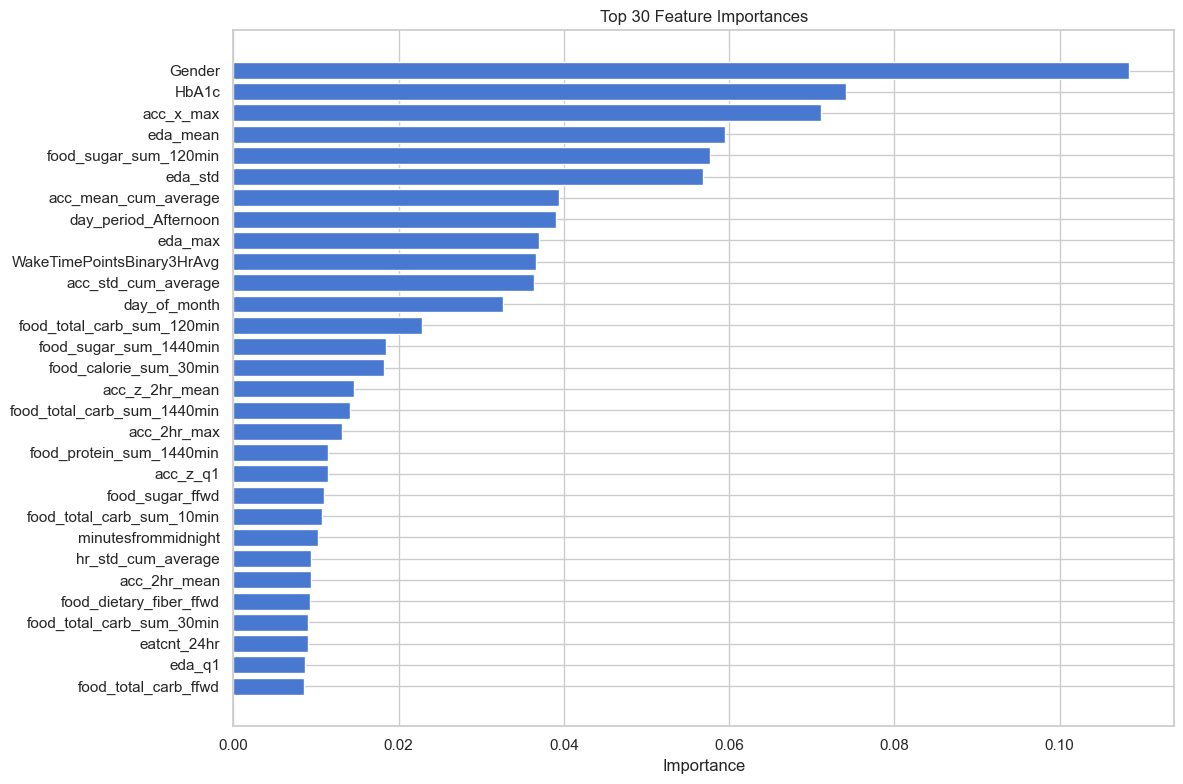 Top 30 Feature Importances
Gender
HbA1c
acc_x_max
eda_mean
food_sugar_sum_120min
eda_std
acc_mean_cum_average
day_period_Afternoon
eda_max
WakeTimePointsBinary3HrAvg
acc_std_cum_average
day_of_month
food_total_carb_sum_120min
food_sugar_sum_1440min
food_calorie_sum_30min
acc_z_2hr_mean
food_total_carb_sum_1440min
acc_2hr_max
food_protein_sum_1440min
acc_z_q1
food_sugar_ffwd
food_total_carb_sum_10min
minutesfrommidnight
hr_std_cum_average
acc_2hr_mean
food_dietary_fiber_ffwd
food_total_carb_sum_30min
eatcnt_24hr
eda_q1
food_total_carb_ffwd
0.00 0.02 0.04 0.06 0.08 0.10
Importance